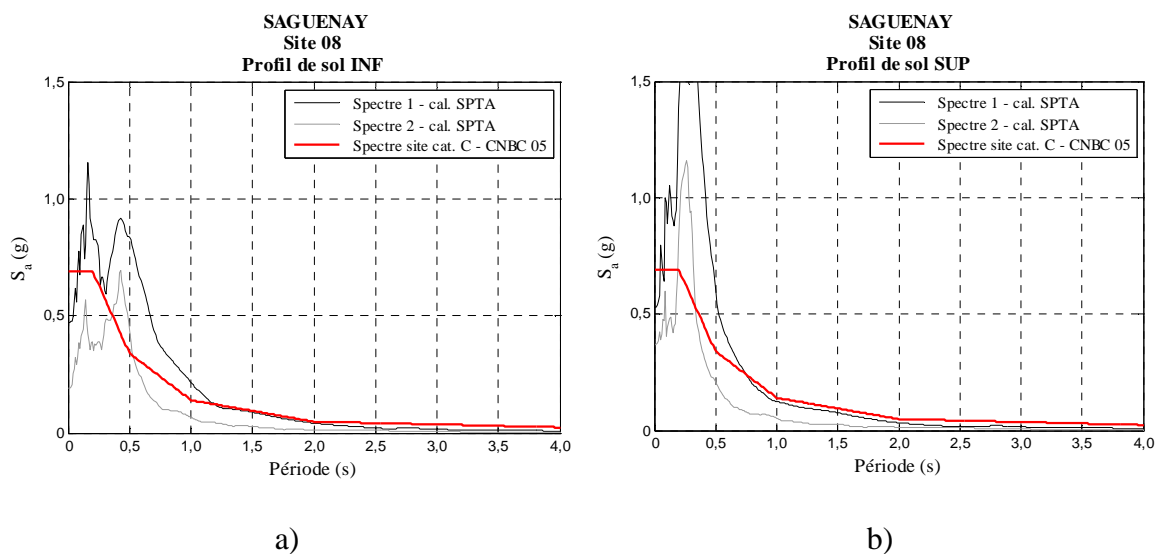 SAGUENAY
Site 08
Profil de sol INF
1,5
1,0
0,5
0
S_a (g)
Spectre 1 - cal. SPTA
Spectre 2 - cal. SPTA
Spectre site cat. C - CNBC 05
0 0,5 1,0 1,5 2,0 2,5 3,0 3,5 4,0
Période (s)
a)
SAGUENAY
Site 08
Profil de sol SUP
1,5
1,0
0,5
0
S_a (g)
Spectre 1 - cal. SPTA
Spectre 2 - cal. SPTA
Spectre site cat. C - CNBC 05
0 0,5 1,0 1,5 2,0 2,5 3,0 3,5 4,0
Période (s)
b)